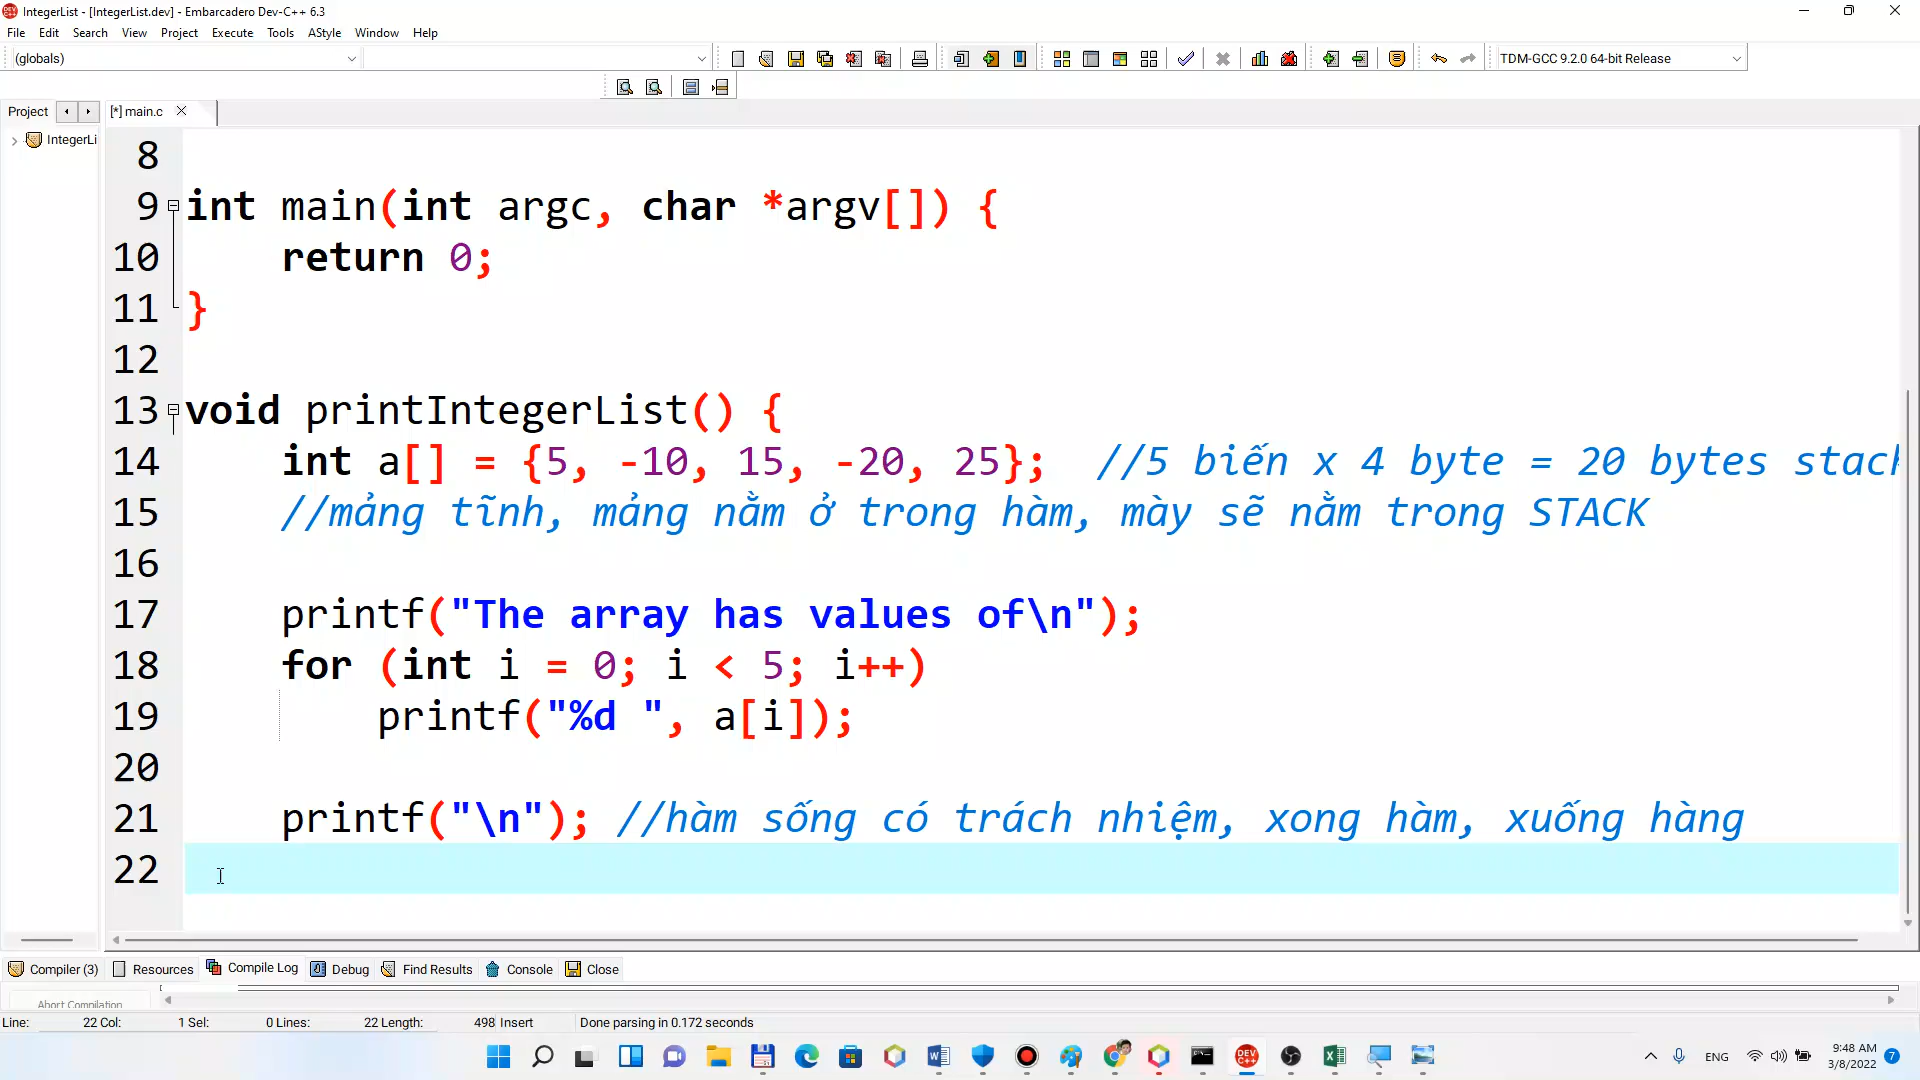 IntegerList - [IntegerList.dev] - Embarcadero Dev-C++ 6.3
File Edit Search View Project Execute Tools AStyle Window Help
(globals)
TDM-GCC 9.2.0 64-bit Release
Project
[*] main.c
IntegerLi
8
9 int main(int argc, char *argv[]) {
10 return 0;
11 }
12
13 void printIntegerList() {
14 int a[] = {5, -10, 15, -20, 25}; //5 biến x 4 byte = 20 bytes stack
15 //mảng tĩnh, mảng nằm ở trong hàm, mày sẽ nằm trong STACK
16
17 printf("The array has values of\n");
18 for (int i = 0; i < 5; i++)
19 printf("%d ", a[i]);
20
21 printf("\n"); //hàm sống có trách nhiệm, xong hàm, xuống hàng
22
Compiler (3) Resources Compile Log Debug Find Results Console Close
Abort Compilation
Line: 22 Col: 1 Sel: 0 Lines: 22 Length: 498 Insert Done parsing in 0.172 seconds
DEV C++
ENG
9:48 AM
3/8/2022
7